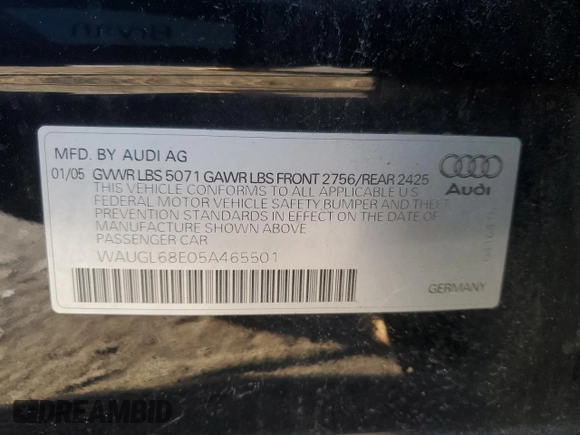 MFD. BY AUDI AG
01/05 GVWR LBS 5071 GAWR LBS FRONT 2756/REAR 2425
THIS VEHICLE CONFORMS TO ALL APPLICABLE U S
FEDERAL MOTOR VEHICLE SAFETY BUMPER AND THEFT
PREVENTION STANDARDS IN EFFECT ON THE DATE OF
MANUFACTURE SHOWN ABOVE
PASSENGER CAR
WAUGL68E05A465501
Audi
GERMANY
DREAMBID